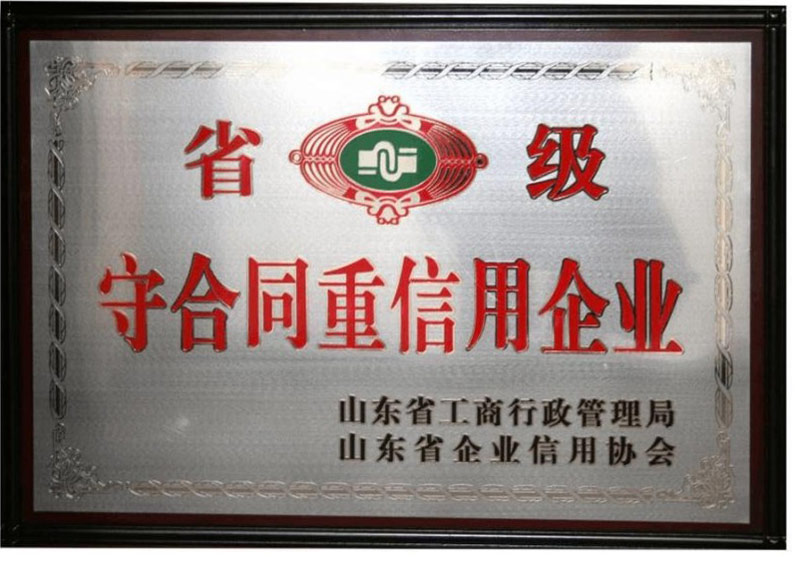 省 级
守合同重信用企业
山东省工商行政管理局
山东省企业信用协会